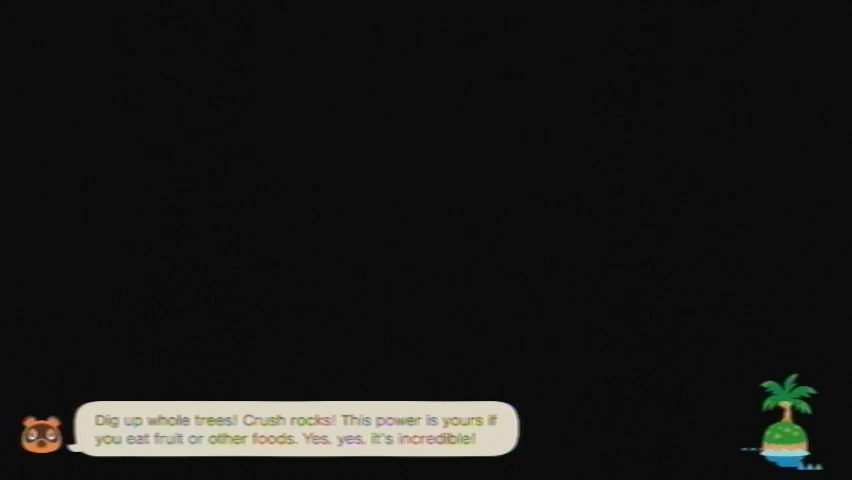 Dig up whole trees! Crush rocks! This power is yours if
you eat fruit or other foods. Yes, yes, it's incredible!